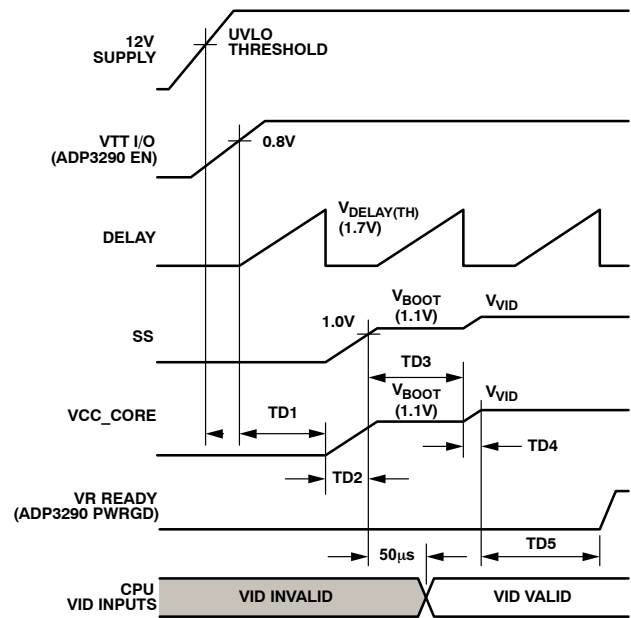 12V
SUPPLY
UVLO
THRESHOLD
VTT I/O
(ADP3290 EN)
0.8V
DELAY
VDELAY(TH)
(1.7V)
SS
1.0V
VBOOT
(1.1V)
VVID
TD3
VCC_CORE
TD1
VBOOT
(1.1V)
VVID
TD4
TD2
VR READY
(ADP3290 PWRGD)
50μs
TD5
CPU
VID INPUTS
VID INVALID
VID VALID